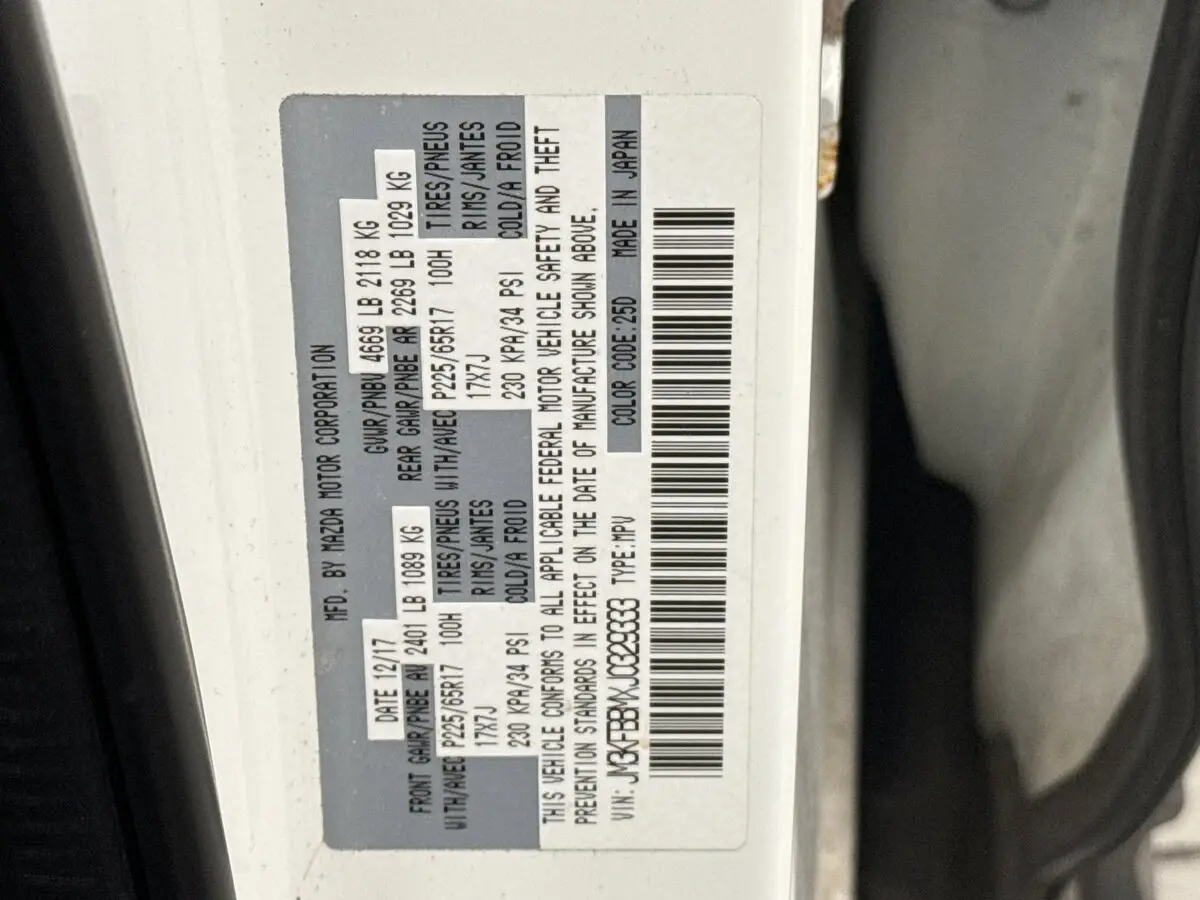 MFD. BY MAZDA MOTOR CORPORATION
DATE 12/17 GVWR/PNBV 4669 LB 2118 KG
FRONT GAWR/PNBE AV 2401 LB 1089 KG REAR GAWR/PNBE AR 2269 LB 1029 KG
WITH/AVEC P225/65R17 100H TIRES/PNEUS WITH/AVEC P225/65R17 100H TIRES/PNEUS
17X7J RIMS/JANTES 17X7J RIMS/JANTES
230 KPA/34 PSI COLD/A FROID 230 KPA/34 PSI COLD/A FROID
THIS VEHICLE CONFORMS TO ALL APPLICABLE FEDERAL MOTOR VEHICLE SAFETY AND THEFT
PREVENTION STANDARDS IN EFFECT ON THE DATE OF MANUFACTURE SHOWN ABOVE.
VIN: JM3KFBBMXJ0329333 TYPE:MPV COLOR CODE:25D MADE IN JAPAN